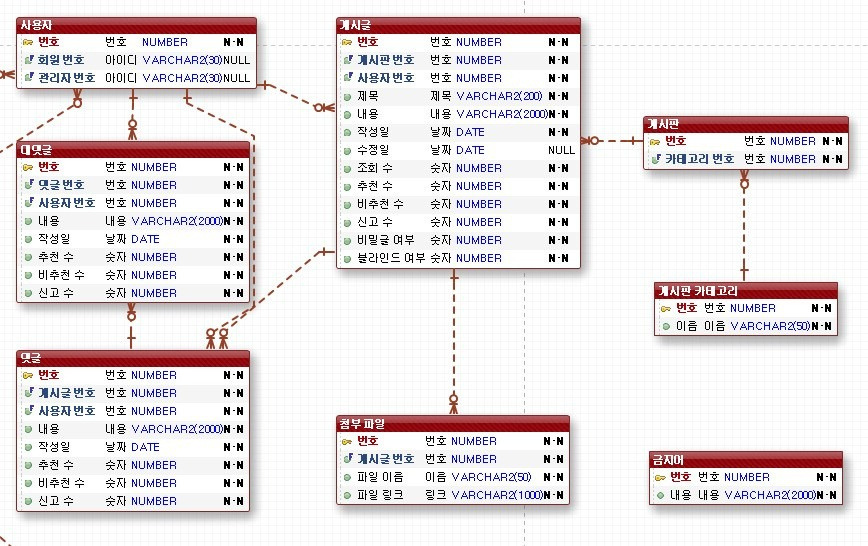 사용자
번호 번호 NUMBER N-N
회원 번호 아이디 VARCHAR2(30) NULL
관리자 번호 아이디 VARCHAR2(30) NULL
대댓글
번호 번호 NUMBER N-N
댓글 번호 번호 NUMBER N-N
사용자 번호 번호 NUMBER N-N
내용 내용 VARCHAR2(2000) N-N
작성일 날짜 DATE N-N
추천 수 숫자 NUMBER N-N
비추천 수 숫자 NUMBER N-N
신고 수 숫자 NUMBER N-N
댓글
번호 번호 NUMBER N-N
게시글 번호 번호 NUMBER N-N
사용자 번호 번호 NUMBER N-N
내용 내용 VARCHAR2(2000) N-N
작성일 날짜 DATE N-N
추천 수 숫자 NUMBER N-N
비추천 수 숫자 NUMBER N-N
신고 수 숫자 NUMBER N-N
게시글
번호 번호 NUMBER N-N
게시판 번호 번호 NUMBER N-N
사용자 번호 번호 NUMBER N-N
제목 제목 VARCHAR2(200) N-N
내용 내용 VARCHAR2(2000) N-N
작성일 날짜 DATE N-N
수정일 날짜 DATE NULL
조회 수 숫자 NUMBER N-N
추천 수 숫자 NUMBER N-N
비추천 수 숫자 NUMBER N-N
신고 수 숫자 NUMBER N-N
비밀글 여부 숫자 NUMBER N-N
블라인드 여부 숫자 NUMBER N-N
첨부 파일
번호 번호 NUMBER N-N
게시글 번호 번호 NUMBER N-N
파일 이름 이름 VARCHAR2(50) N-N
파일 링크 링크 VARCHAR2(1000) N-N
게시판
번호 번호 NUMBER N-N
카테고리 번호 번호 NUMBER N-N
게시판 카테고리
번호 번호 NUMBER N-N
이름 이름 VARCHAR2(50) N-N
금지어
번호 번호 NUMBER N-N
내용 내용 VARCHAR2(2000) N-N